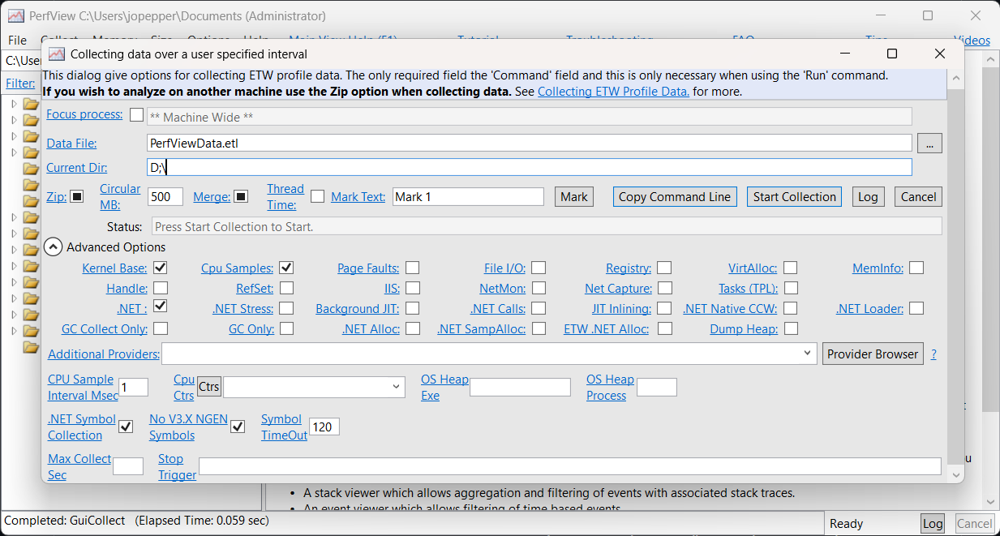 PerfView C:\Users\jopepper\Documents (Administrator)
File Collect Memory Size Options Help Main View Help (F1) Tutorial Troubleshooting FAQ Tips Videos
C:\Use
Filter:
Collecting data over a user specified interval
This dialog give options for collecting ETW profile data. The only required field the 'Command' field and this is only necessary when using the 'Run' command.
If you wish to analyze on another machine use the Zip option when collecting data. See Collecting ETW Profile Data. for more.
Focus process: ** Machine Wide **
Data File: PerfViewData.etl ...
Current Dir: D;\
Zip: Circular MB: 500 Merge: Thread Time: Mark Text: Mark 1 Mark Copy Command Line Start Collection Log Cancel
Status: Press Start Collection to Start.
Advanced Options
Kernel Base: Cpu Samples: Page Faults: File I/O: Registry: VirtAlloc: MemInfo:
Handle: RefSet: IIS: NetMon: Net Capture: Tasks (TPL):
.NET : .NET Stress: Background JIT: .NET Calls: JIT Inlining: .NET Native CCW: .NET Loader:
GC Collect Only: GC Only: .NET Alloc: .NET SampAlloc: ETW .NET Alloc: Dump Heap:
Additional Providers: Provider Browser ?
CPU Sample Interval Msec 1 Cpu Ctrs Ctrs OS Heap Exe OS Heap Process
.NET Symbol Collection No V3.X NGEN Symbols Symbol TimeOut 120
Max Collect Sec Stop Trigger
• A stack viewer which allows aggregation and filtering of events with associated stack traces.
• An event viewer which allows filtering of time based events
Completed: GuiCollect (Elapsed Time: 0.059 sec) Ready Log Cancel